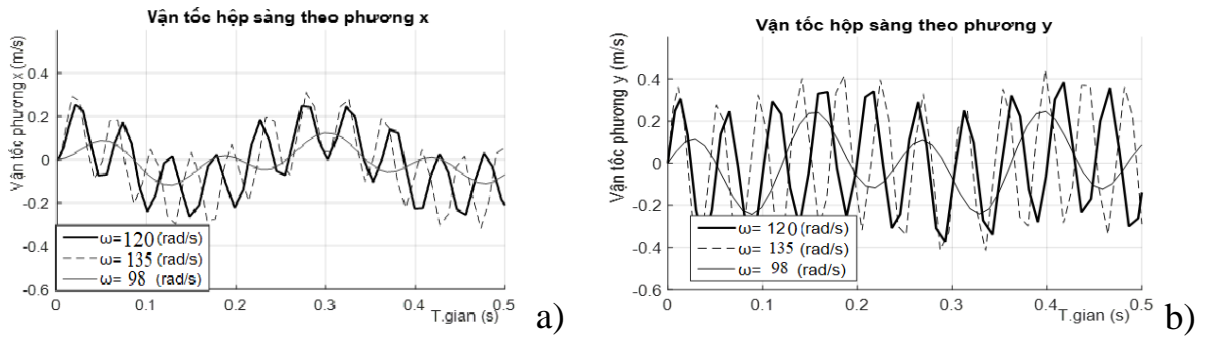 Vận tốc hộp sàng theo phương x
Vận tốc phương x (m/s)
0.4
0.2
0
-0.2
-0.4
-0.6
ω= 120 (rad/s)
ω= 135 (rad/s)
ω= 98 (rad/s)
0 0.1 0.2 0.3 0.4 0.5
T.gian (s)
a)
Vận tốc hộp sàng theo phương y
Vận tốc phương y (m/s)
0.4
0.2
0
-0.2
-0.4
-0.6
ω= 120 (rad/s)
ω= 135 (rad/s)
ω= 98 (rad/s)
0 0.1 0.2 0.3 0.4 0.5
T.gian (s)
b)